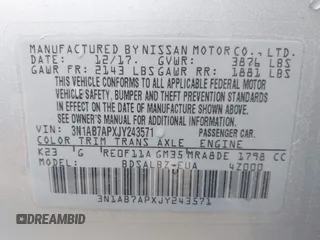 MANUFACTURED BY NISSAN MOTOR CO., LTD.
DATE: 12/17. GVWR: 3876 LBS
GAWR FR: 2143 LBS GAWR RR: 1881 LBS
THIS VEHICLE CONFORMS TO ALL APPLICABLE FEDERAL MOTOR
VEHICLE SAFETY, BUMPER, AND THEFT PREVENTION STANDARDS
IN EFFECT ON THE DATE OF MANUFACTURE SHOWN ABOVE.
SEE OWNER'S MANUAL FOR MORE INFORMATION.
VIN: 3N1AB7APXJY243571 PASSENGER CAR.
COLOR TRIM TRANS AXLE ENGINE
K23 G RE0F11A GM35 MRA8DE 1798 CC
MODEL: BDSALBZ-EUA 4Z000
3N1AB7APXJY243571
© DREAMBID.COM